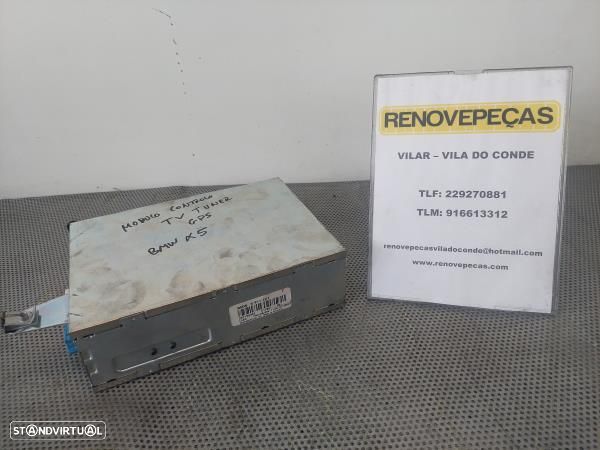 MODULO CONTROLO
TV TUNER
GPS
BMW X5
RENOVEPEÇAS
VILAR – VILA DO CONDE
TLF: 229270881
TLM: 916613312
renovepecasviladoconde@hotmail.com
www.renovepecas.com
STANDVIRTUAL